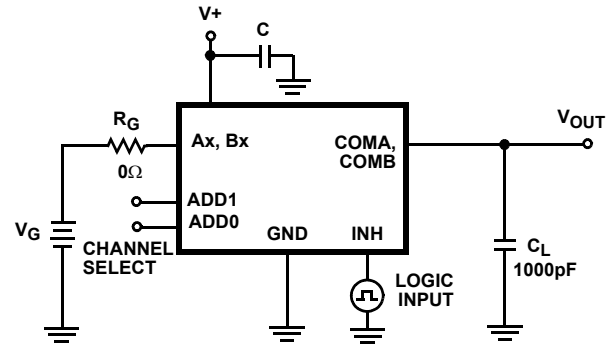 V+
C
RG
0Ω
Ax, Bx
COMA,
COMB
VOUT
ADD1
ADD0
VG
CHANNEL
SELECT
GND
INH
LOGIC
INPUT
CL
1000pF